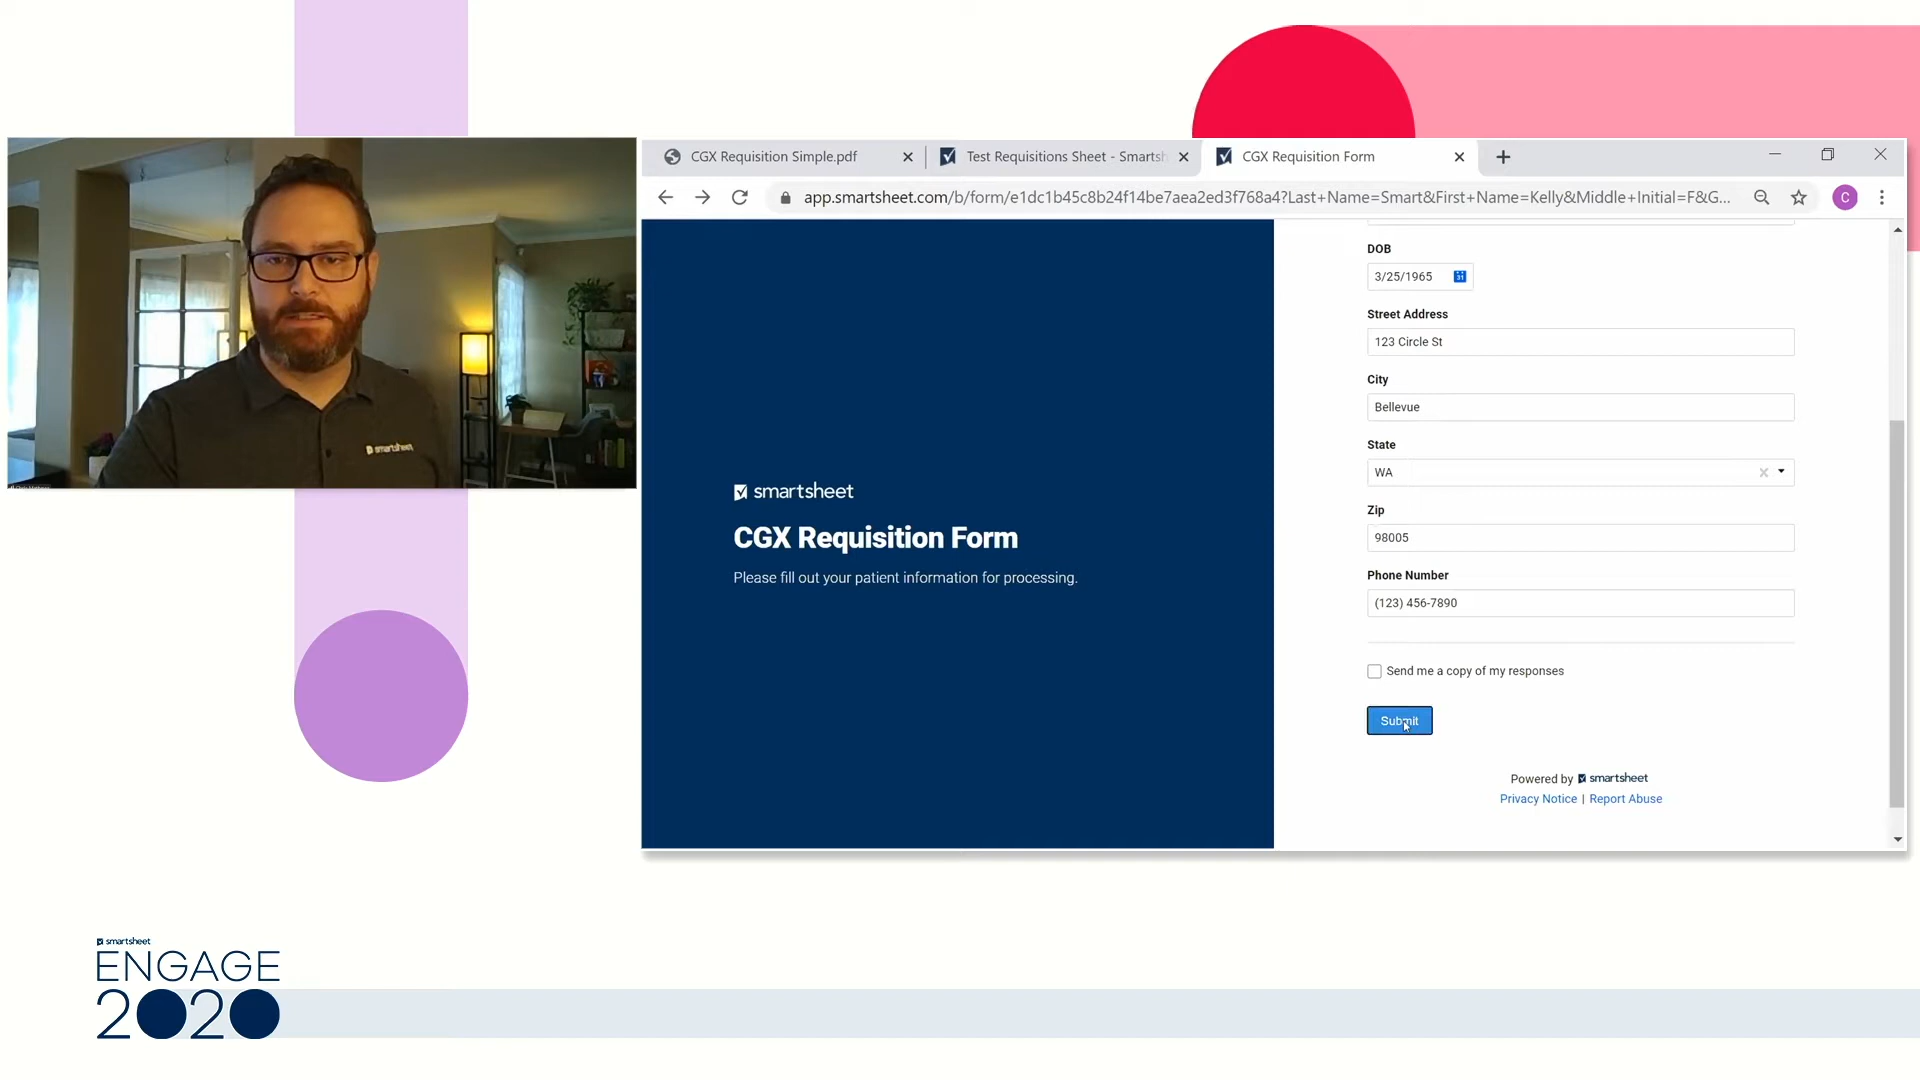 CGX Requisition Simple.pdf
Test Requisitions Sheet - Smartsh
CGX Requisition Form
app.smartsheet.com/b/form/e1dc1b45c8b24f14be7aea2ed3f768a4?Last+Name=Smart&First+Name=Kelly&Middle+Initial=F&G...
C
DOB
3/25/1965
31
Street Address
123 Circle St
City
Bellevue
State
WA
Zip
98005
Phone Number
(123) 456-7890
Send me a copy of my responses
Submit
Powered by smartsheet
Privacy Notice | Report Abuse
smartsheet
CGX Requisition Form
Please fill out your patient information for processing.
smartsheet
smartsheet
ENGAGE
2020